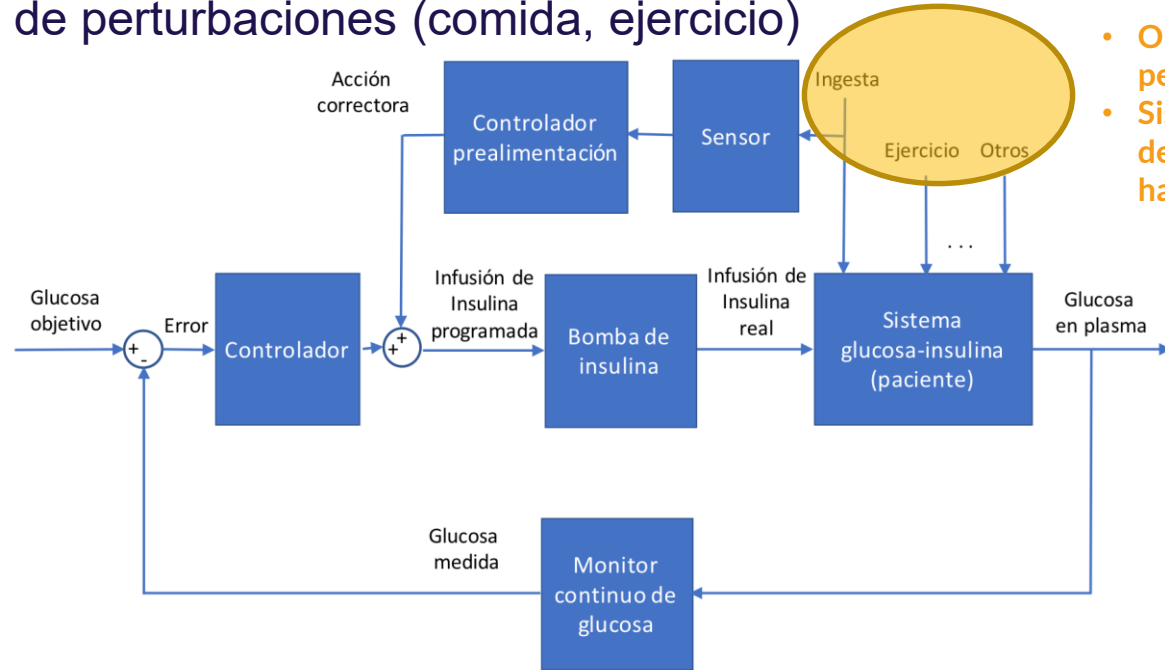 de perturbaciones (comida, ejercicio)
Acción
correctora
Controlador
prealimentación
Sensor
Ingesta
Ejercicio Otros
. . .
Glucosa
objetivo
+
-
Error
Controlador
+
+
Infusión de
Insulina
programada
Bomba de
insulina
Infusión de
Insulina
real
Sistema
glucosa-insulina
(paciente)
Glucosa
en plasma
Glucosa
medida
Monitor
continuo de
glucosa